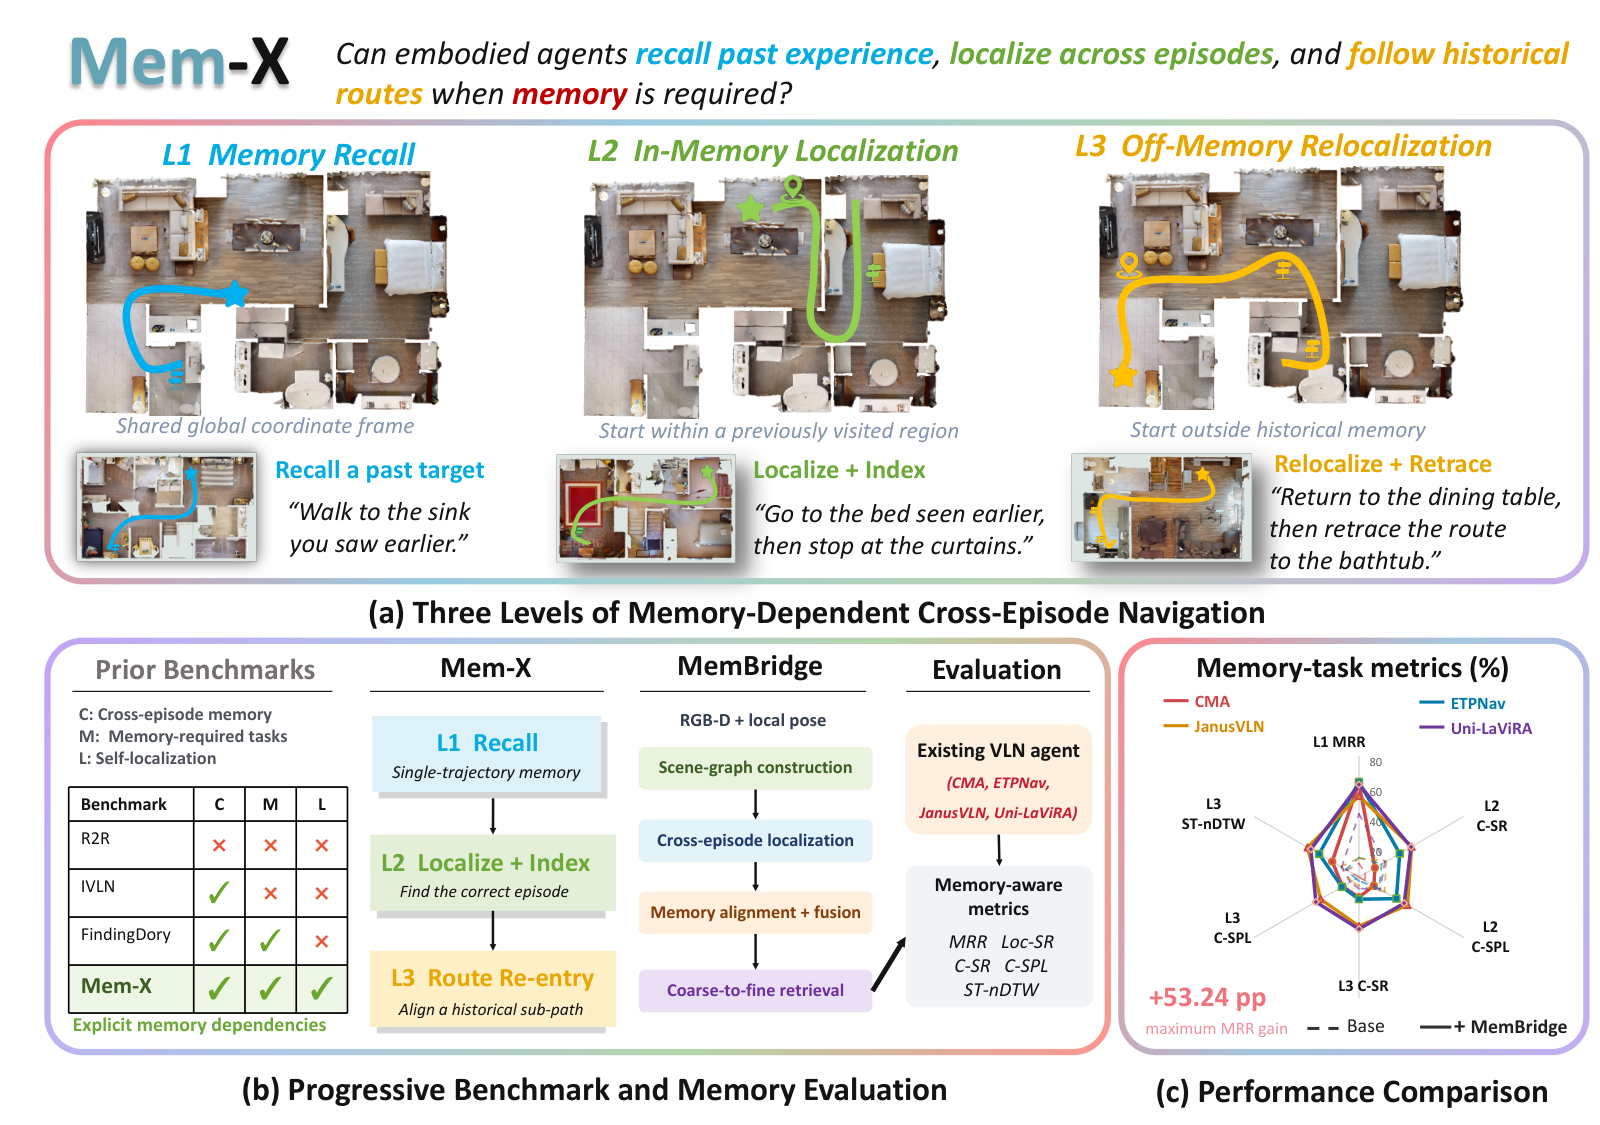 Mem-X
Can embodied agents recall past experience, localize across episodes, and follow historical
routes when memory is required?
L1 Memory Recall
L2 In-Memory Localization
L3 Off-Memory Relocalization
Shared global coordinate frame
Start within a previously visited region
Start outside historical memory
Recall a past target
“Walk to the sink
you saw earlier.”
Localize + Index
“Go to the bed seen earlier,
then stop at the curtains.”
Relocalize + Retrace
“Return to the dining table,
then retrace the route
to the bathtub.”
(a) Three Levels of Memory-Dependent Cross-Episode Navigation
Prior Benchmarks
C: Cross-episode memory
M: Memory-required tasks
L: Self-localization
Benchmark C M L
R2R × × ×
IVLN ✓ × ×
FindingDory ✓ ✓ ×
Mem-X ✓ ✓ ✓
Explicit memory dependencies
Mem-X
L1 Recall
Single-trajectory memory
L2 Localize + Index
Find the correct episode
L3 Route Re-entry
Align a historical sub-path
MemBridge
RGB-D + local pose
Scene-graph construction
Cross-episode localization
Memory alignment + fusion
Coarse-to-fine retrieval
Evaluation
Existing VLN agent
(CMA, ETPNav,
JanusVLN, Uni-LaViRA)
Memory-aware
metrics
MRR Loc-SR
C-SR C-SPL
ST-nDTW
(b) Progressive Benchmark and Memory Evaluation
Memory-task metrics (%)
CMA
ETPNav
JanusVLN
Uni-LaViRA
L1 MRR
80
60
40
20
L2
C-SR
L2
C-SPL
L3 C-SR
L3
C-SPL
L3
ST-nDTW
+53.24 pp
maximum MRR gain
Base
+ MemBridge
(c) Performance Comparison